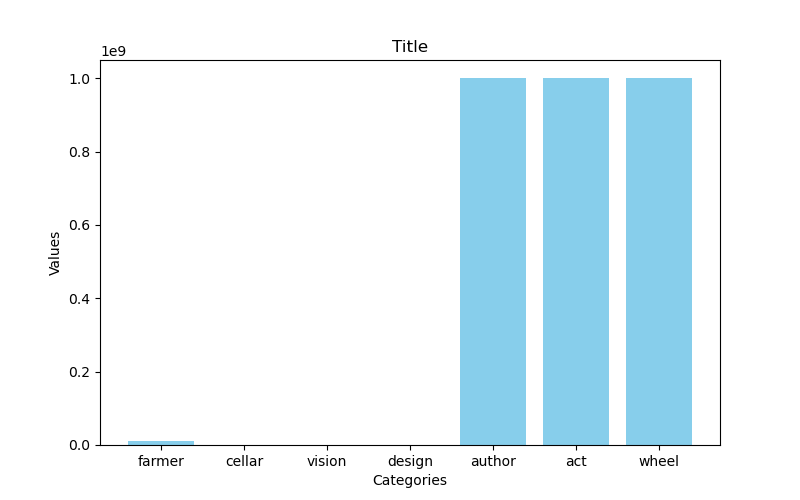 Title
1e9
1.0
0.8
0.6
0.4
0.2
0.0
Values
farmer cellar vision design author act wheel
Categories